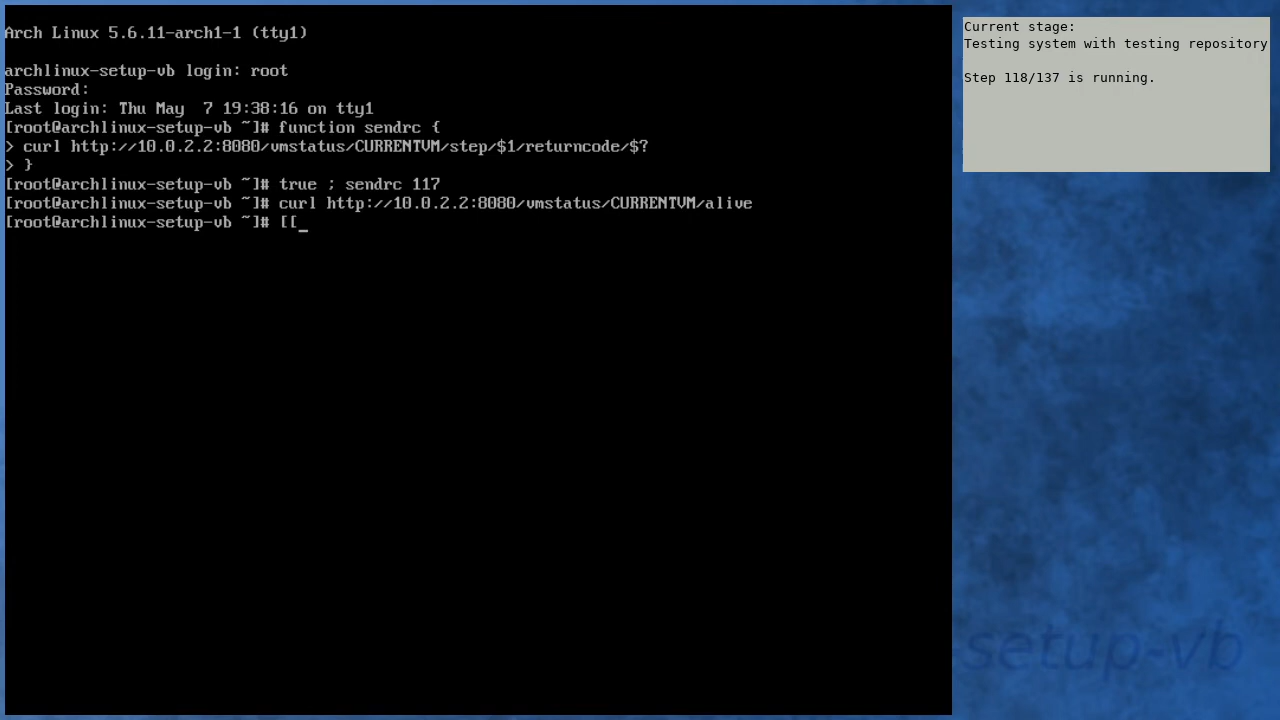 Arch Linux 5.6.11-arch1-1 (tty1)
archlinux-setup-vb login: root
Password:
Last login: Thu May  7 19:38:16 on tty1
[root@archlinux-setup-vb ~]# function sendrc {
> curl http://10.0.2.2:8080/vmstatus/CURRENTVM/step/$1/returncode/$?
> }
[root@archlinux-setup-vb ~]# true ; sendrc 117
[root@archlinux-setup-vb ~]# curl http://10.0.2.2:8080/vmstatus/CURRENTVM/alive
[root@archlinux-setup-vb ~]# [[_
Current stage:
Testing system with testing repository
Step 118/137 is running.
setup-vb